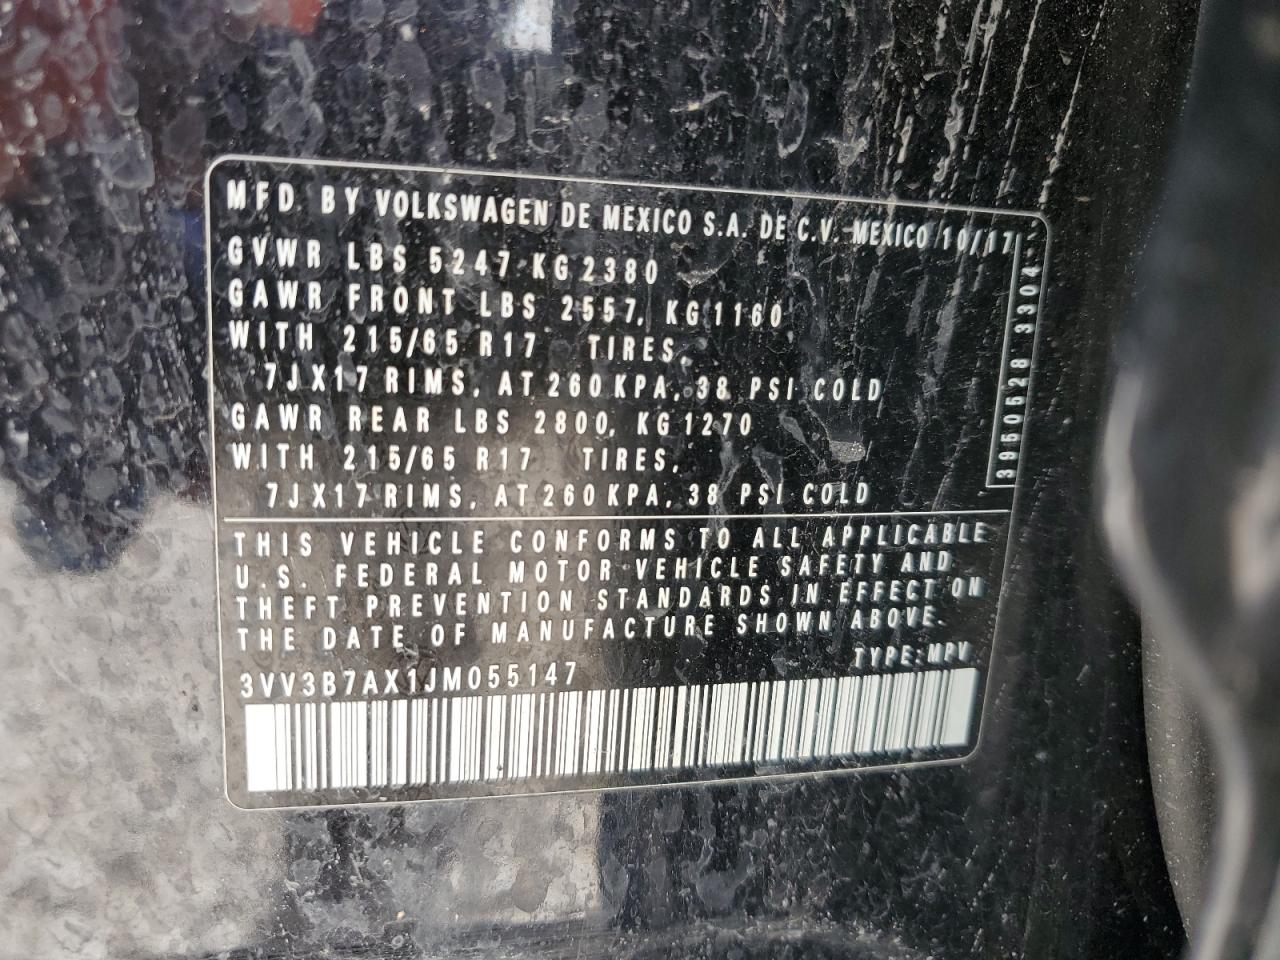 MFD. BY VOLKSWAGEN DE MEXICO S.A. DE C.V. MEXICO 10/17
GVWR LBS 5247 KG 2380
GAWR FRONT LBS 2557, KG 1160
WITH 215/65 R17 TIRES,
7JX17 RIMS, AT 260 KPA, 38 PSI COLD
GAWR REAR LBS 2800, KG 1270
WITH 215/65 R17 TIRES,
7JX17 RIMS, AT 260 KPA, 38 PSI COLD
3950528 3304
THIS VEHICLE CONFORMS TO ALL APPLICABLE
U.S. FEDERAL MOTOR VEHICLE SAFETY AND
THEFT PREVENTION STANDARDS IN EFFECT ON
THE DATE OF MANUFACTURE SHOWN ABOVE.
TYPE: MPV
3VV3B7AX1JM055147